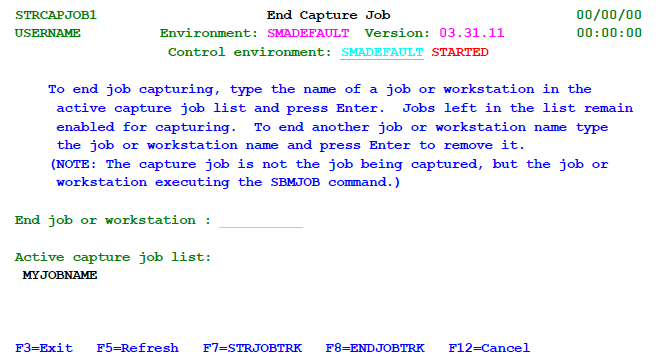 STRCAPJOB1 End Capture Job 00/00/00
USERNAME Environment: SMADEFAULT Version: 03.31.11 00:00:00
Control environment: SMADEFAULT STARTED
To end job capturing, type the name of a job or workstation in the
active capture job list and press Enter. Jobs left in the list remain
enabled for capturing. To end another job or workstation name type
the job or workstation name and press Enter to remove it.
(NOTE: The capture job is not the job being captured, but the job or
workstation executing the SBMJOB command.)
End job or workstation : __________
Active capture job list:
MYJOBNAME
F3=Exit F5=Refresh F7=STRJOBTRK F8=ENDJOBTRK F12=Cancel